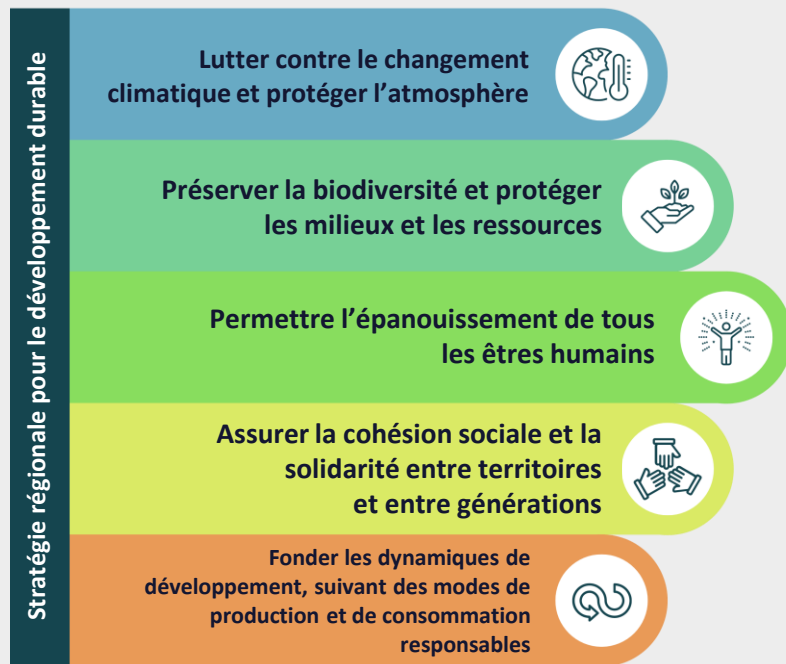 Stratégie régionale pour le développement durable
Lutter contre le changement
climatique et protéger l’atmosphère
Préserver la biodiversité et protéger
les milieux et les ressources
Permettre l’épanouissement de tous
les êtres humains
Assurer la cohésion sociale et la
solidarité entre territoires
et entre générations
Fonder les dynamiques de
développement, suivant des modes de
production et de consommation
responsables